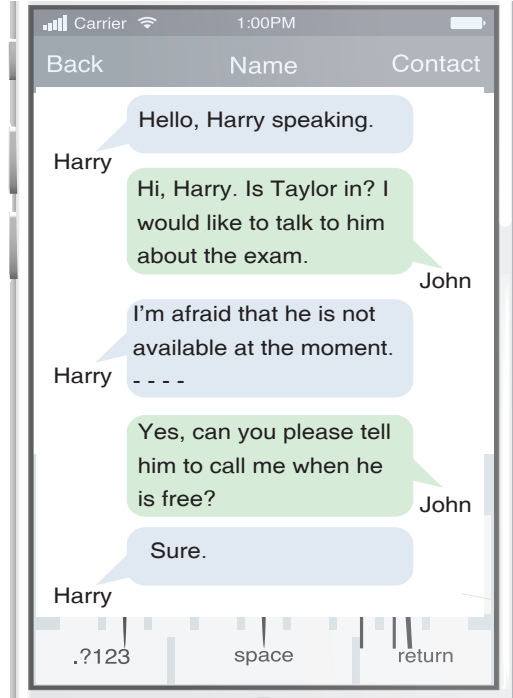 Carrier 1:00PM
Back Name Contact
Hello, Harry speaking.
Harry
Hi, Harry. Is Taylor in? I
would like to talk to him
about the exam.
John
I'm afraid that he is not
available at the moment.
- - - -
Harry
Yes, can you please tell
him to call me when he
is free?
John
Sure.
Harry
.?123 space return